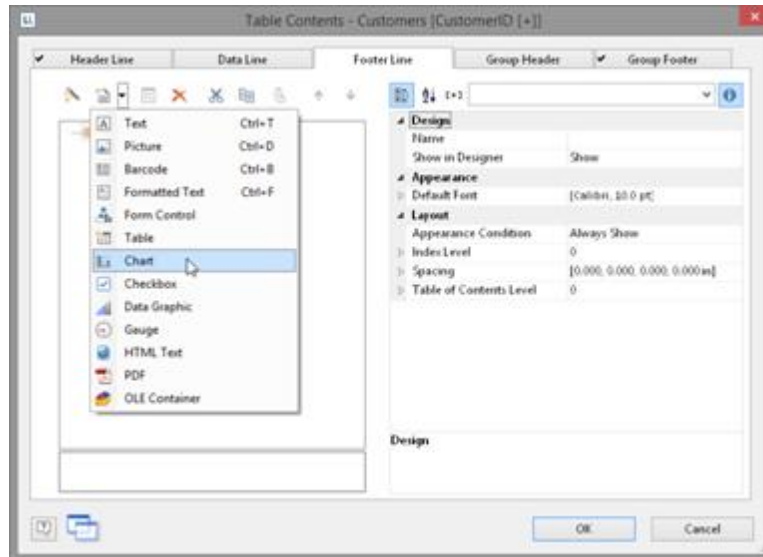 LL
Table Contents - Customers [CustomerID [+]]
Header Line Data Line Footer Line Group Header Group Footer
Text Ctrl+T
Picture Ctrl+D
Barcode Ctrl+B
Formatted Text Ctrl+F
Form Control
Table
Chart
Checkbox
Data Graphic
Gauge
HTML Text
PDF
OLE Container
Design
Name
Show in Designer Show
Appearance
Default Font [Calibri, 10.0 pt]
Layout
Appearance Condition Always Show
Index Level 0
Spacing [0.000, 0.000, 0.000, 0.000 in]
Table of Contents Level 0
Design
OK Cancel